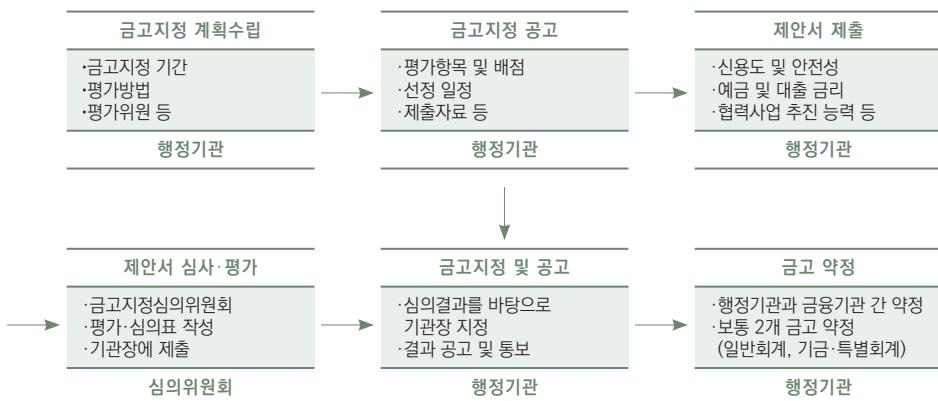 금고지정 계획수립
·금고지정 기간
·평가방법
·평가위원 등
행정기관
금고지정 공고
·평가항목 및 배점
·선정 일정
·제출자료 등
행정기관
제안서 제출
·신용도 및 안전성
·예금 및 대출 금리
·협력사업 추진 능력 등
행정기관
제안서 심사·평가
·금고지정심의위원회
·평가·심의표 작성
·기관장에 제출
심의위원회
금고지정 및 공고
·심의결과를 바탕으로
기관장 지정
·결과 공고 및 통보
행정기관
금고 약정
·행정기관과 금융기관 간 약정
·보통 2개 금고 약정
(일반회계, 기금·특별회계)
행정기관